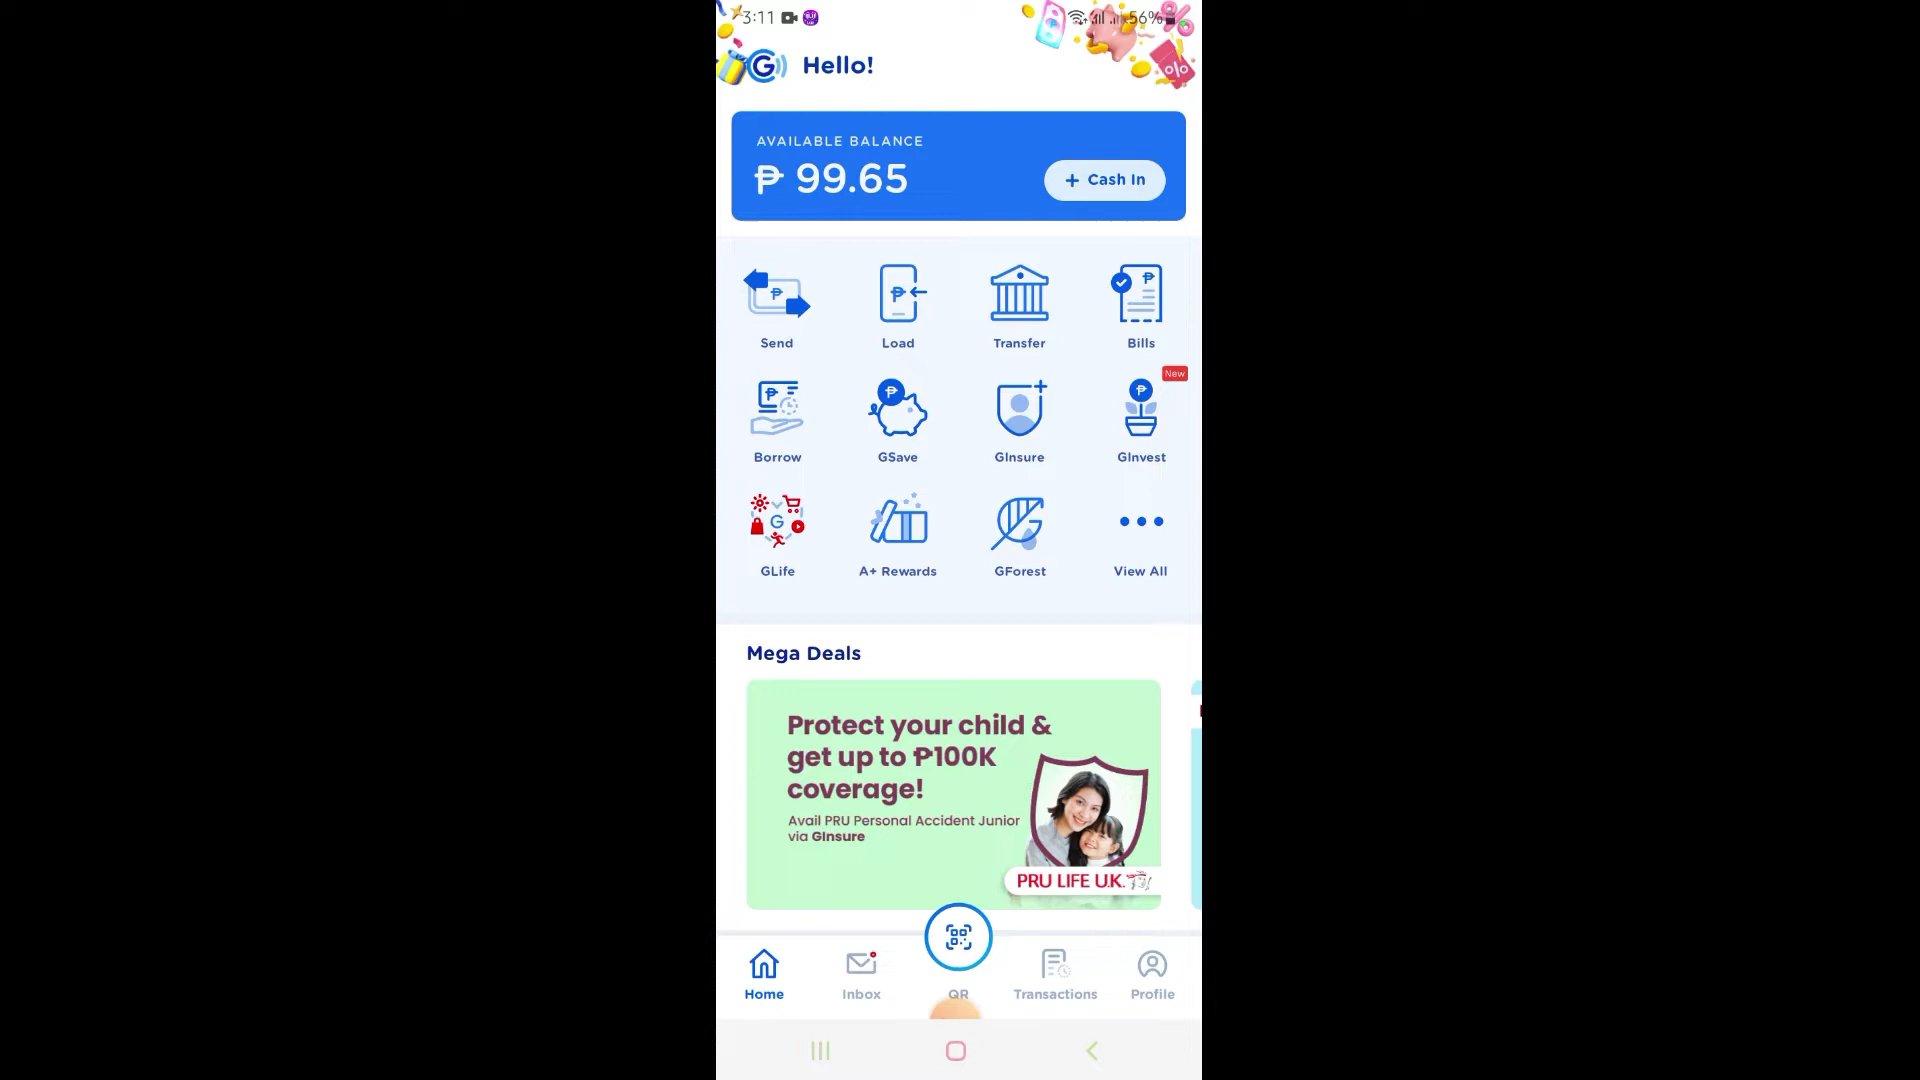 3:11 56%
Hello!
AVAILABLE BALANCE
₱ 99.65
+ Cash In
Send Load Transfer Bills
New
Borrow GSave GInsure GInvest
GLife A+ Rewards GForest View All
Mega Deals
Protect your child &
get up to ₱100K
coverage!
Avail PRU Personal Accident Junior
via GInsure
PRU LIFE U.K.
Home Inbox QR Transactions Profile